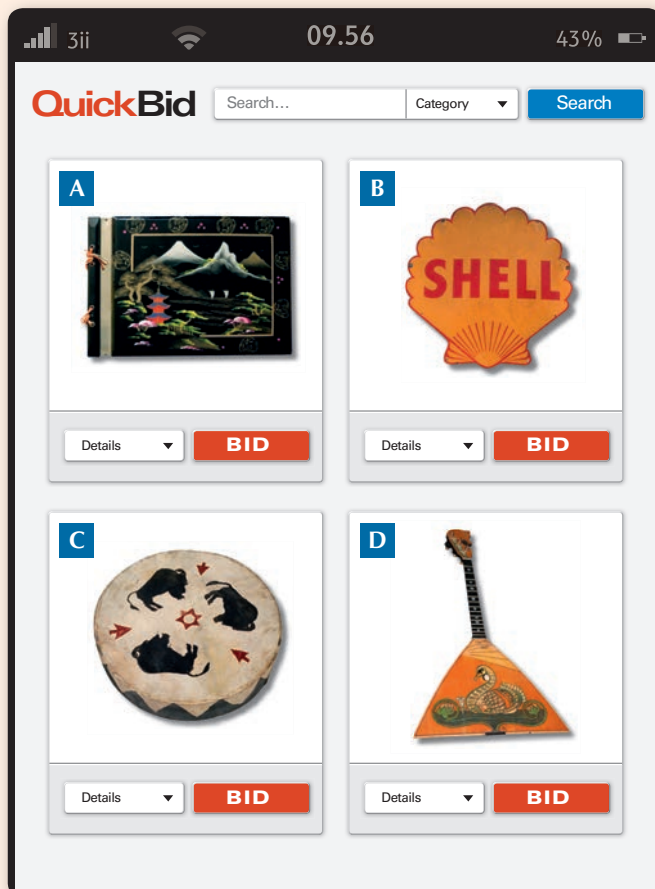 3ii 09.56 43%
QuickBid Search... Category Search
A B
SHELL
Details BID Details BID
C D
Details BID Details BID